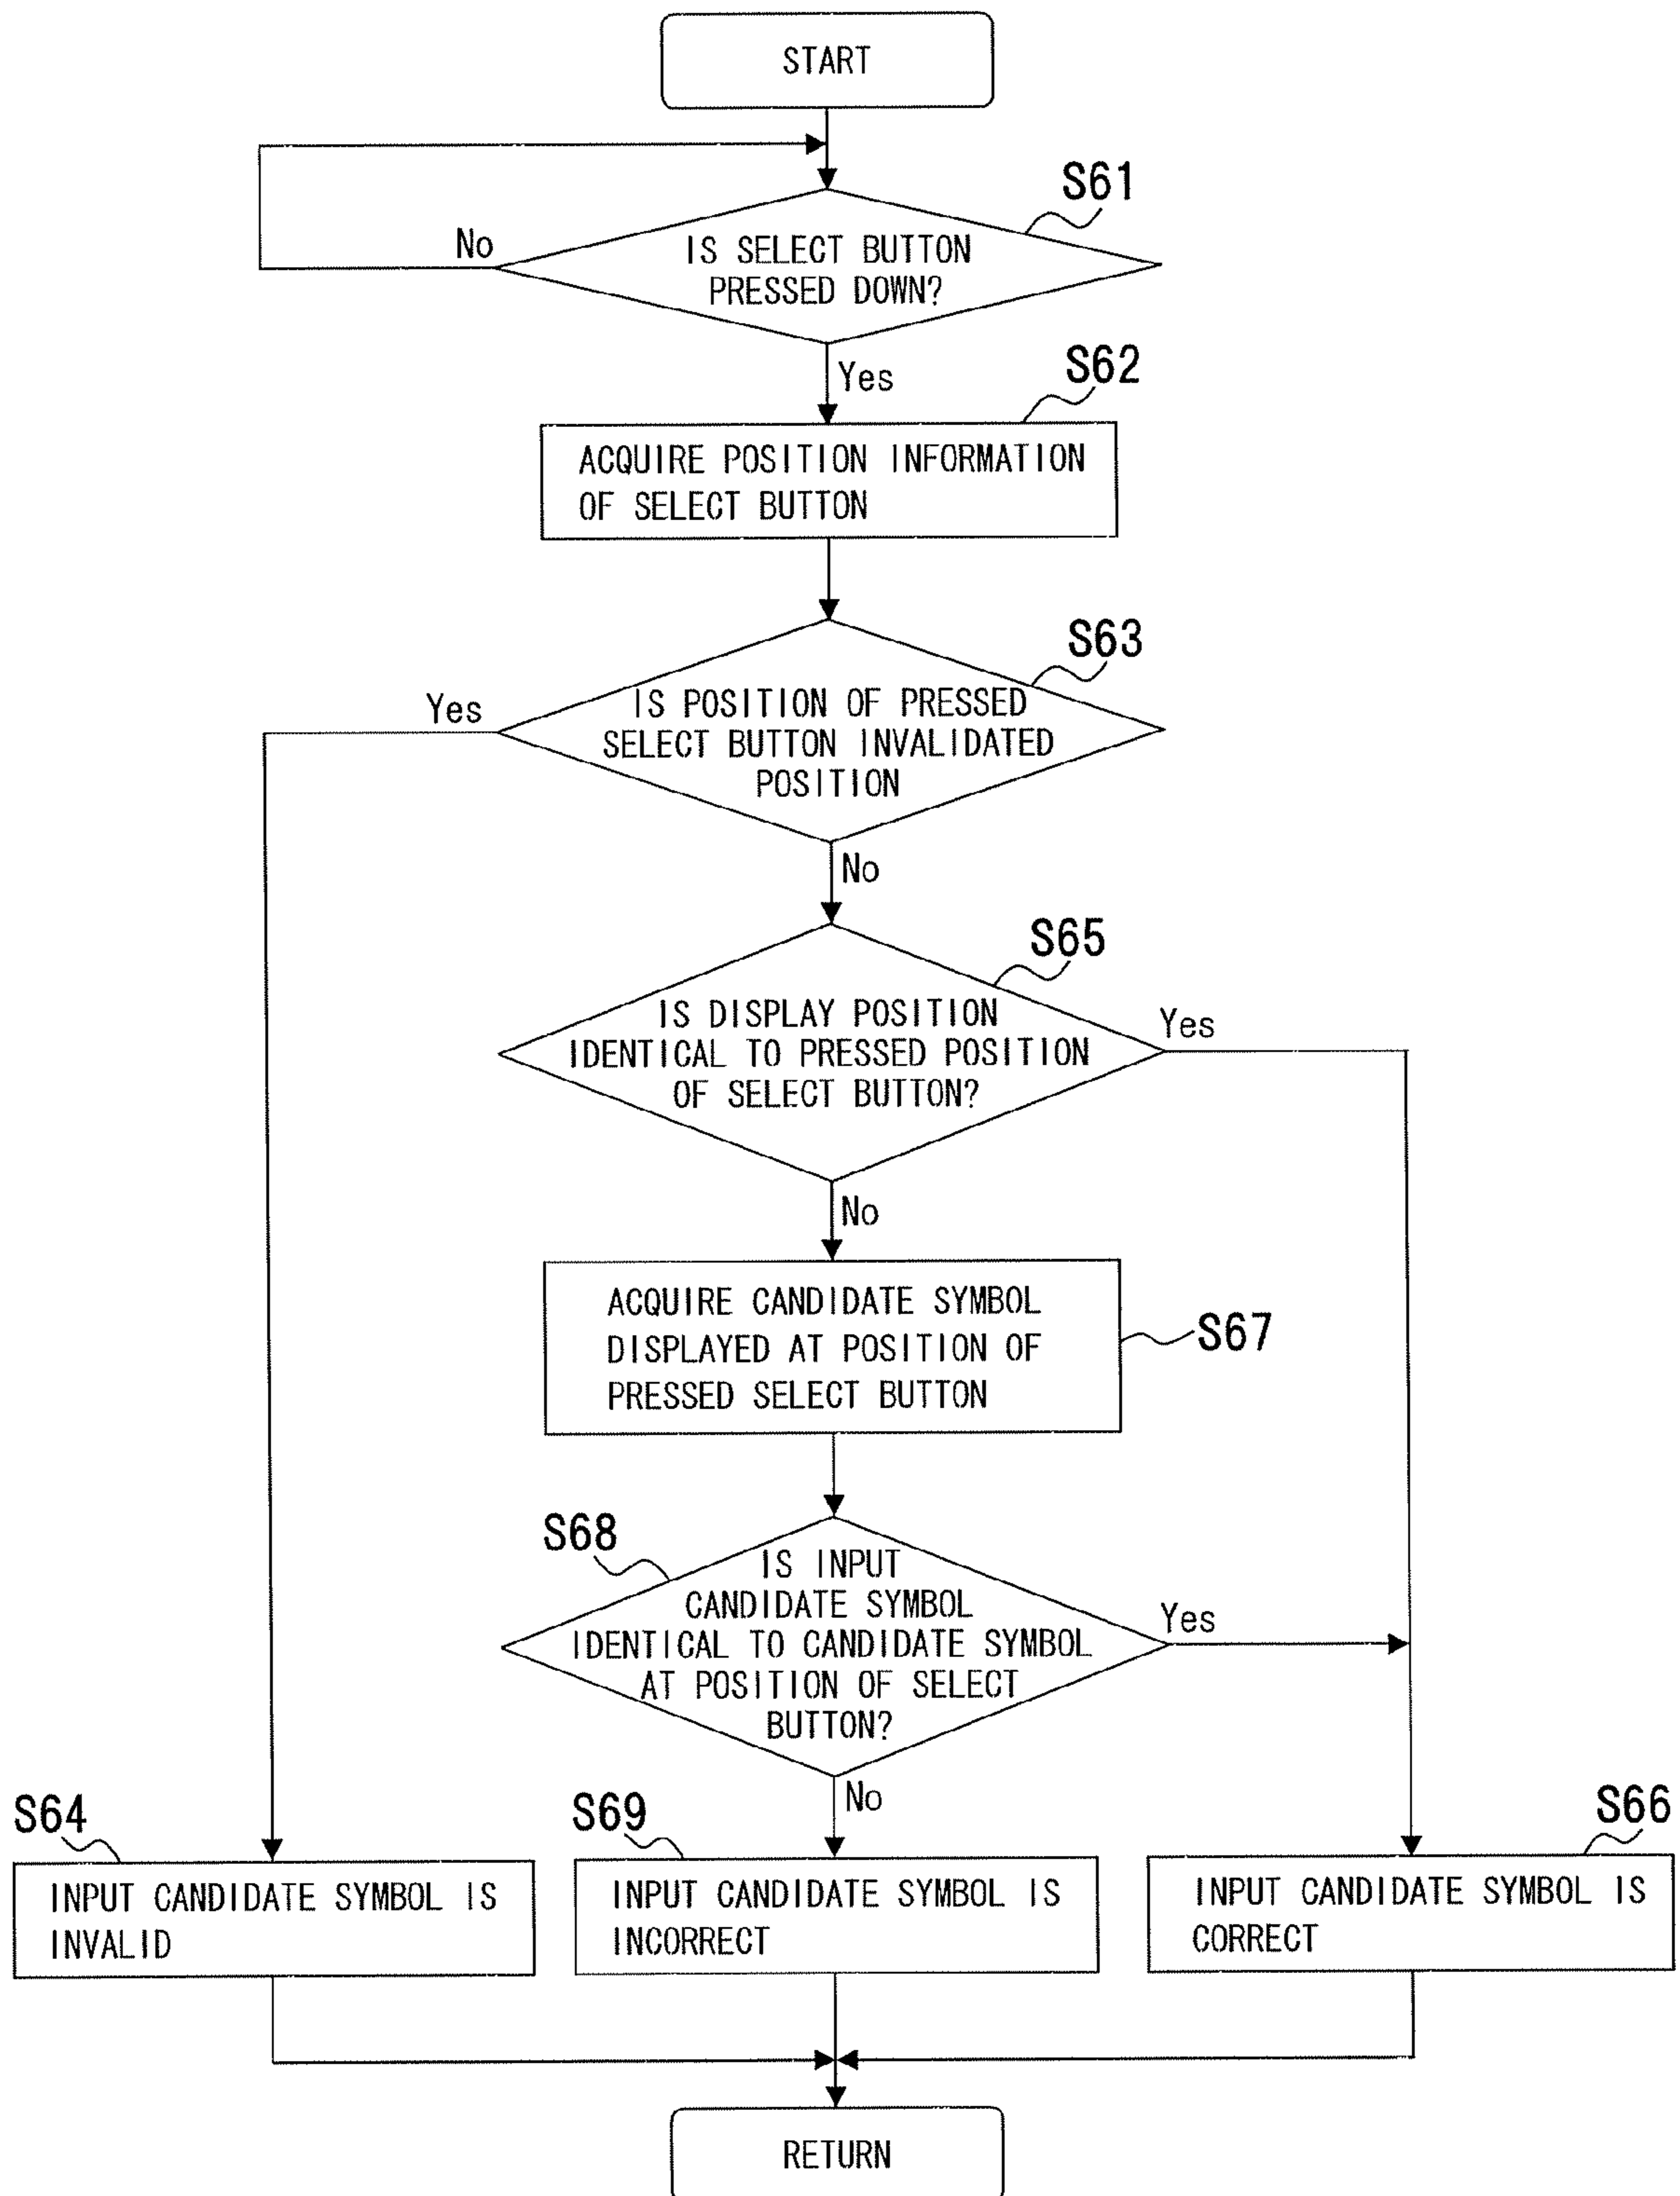 START
S61
No
IS SELECT BUTTON
PRESSED DOWN?
Yes
S62
ACQUIRE POSITION INFORMATION
OF SELECT BUTTON
S63
Yes
IS POSITION OF PRESSED
SELECT BUTTON INVALIDATED
POSITION
No
S65
IS DISPLAY POSITION
IDENTICAL TO PRESSED POSITION
OF SELECT BUTTON?
Yes
No
ACQUIRE CANDIDATE SYMBOL
DISPLAYED AT POSITION OF
PRESSED SELECT BUTTON
S67
S68
IS INPUT
CANDIDATE SYMBOL
IDENTICAL TO CANDIDATE SYMBOL
AT POSITION OF SELECT
BUTTON?
Yes
No
S64
INPUT CANDIDATE SYMBOL IS
INVALID
S69
INPUT CANDIDATE SYMBOL IS
INCORRECT
S66
INPUT CANDIDATE SYMBOL IS
CORRECT
RETURN